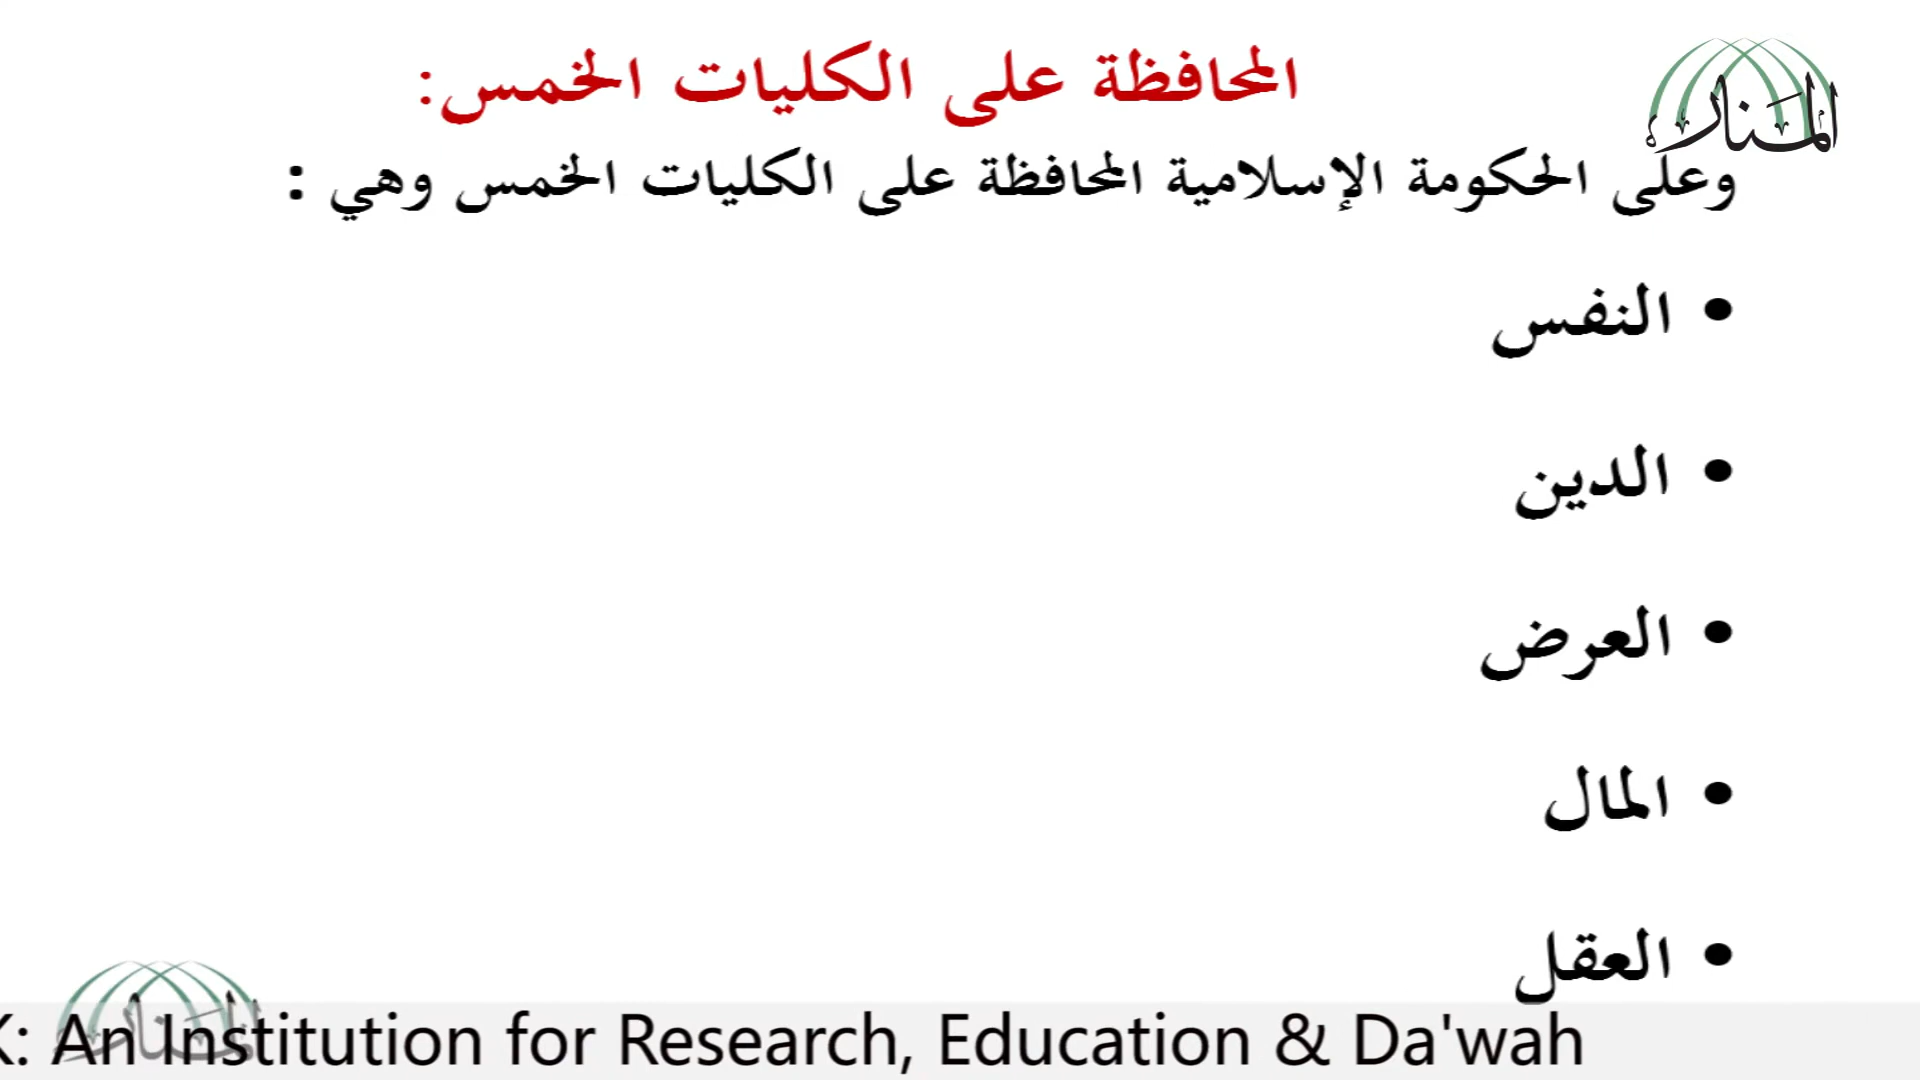 المحافظة على الكليات الخمس:
المنارة
وعلى الحكومة الإسلامية المحافظة على الكليات الخمس وهي :
• النفس
• الدين
• العرض
• المال
• العقل
K: An Institution for Research, Education & Da'wah